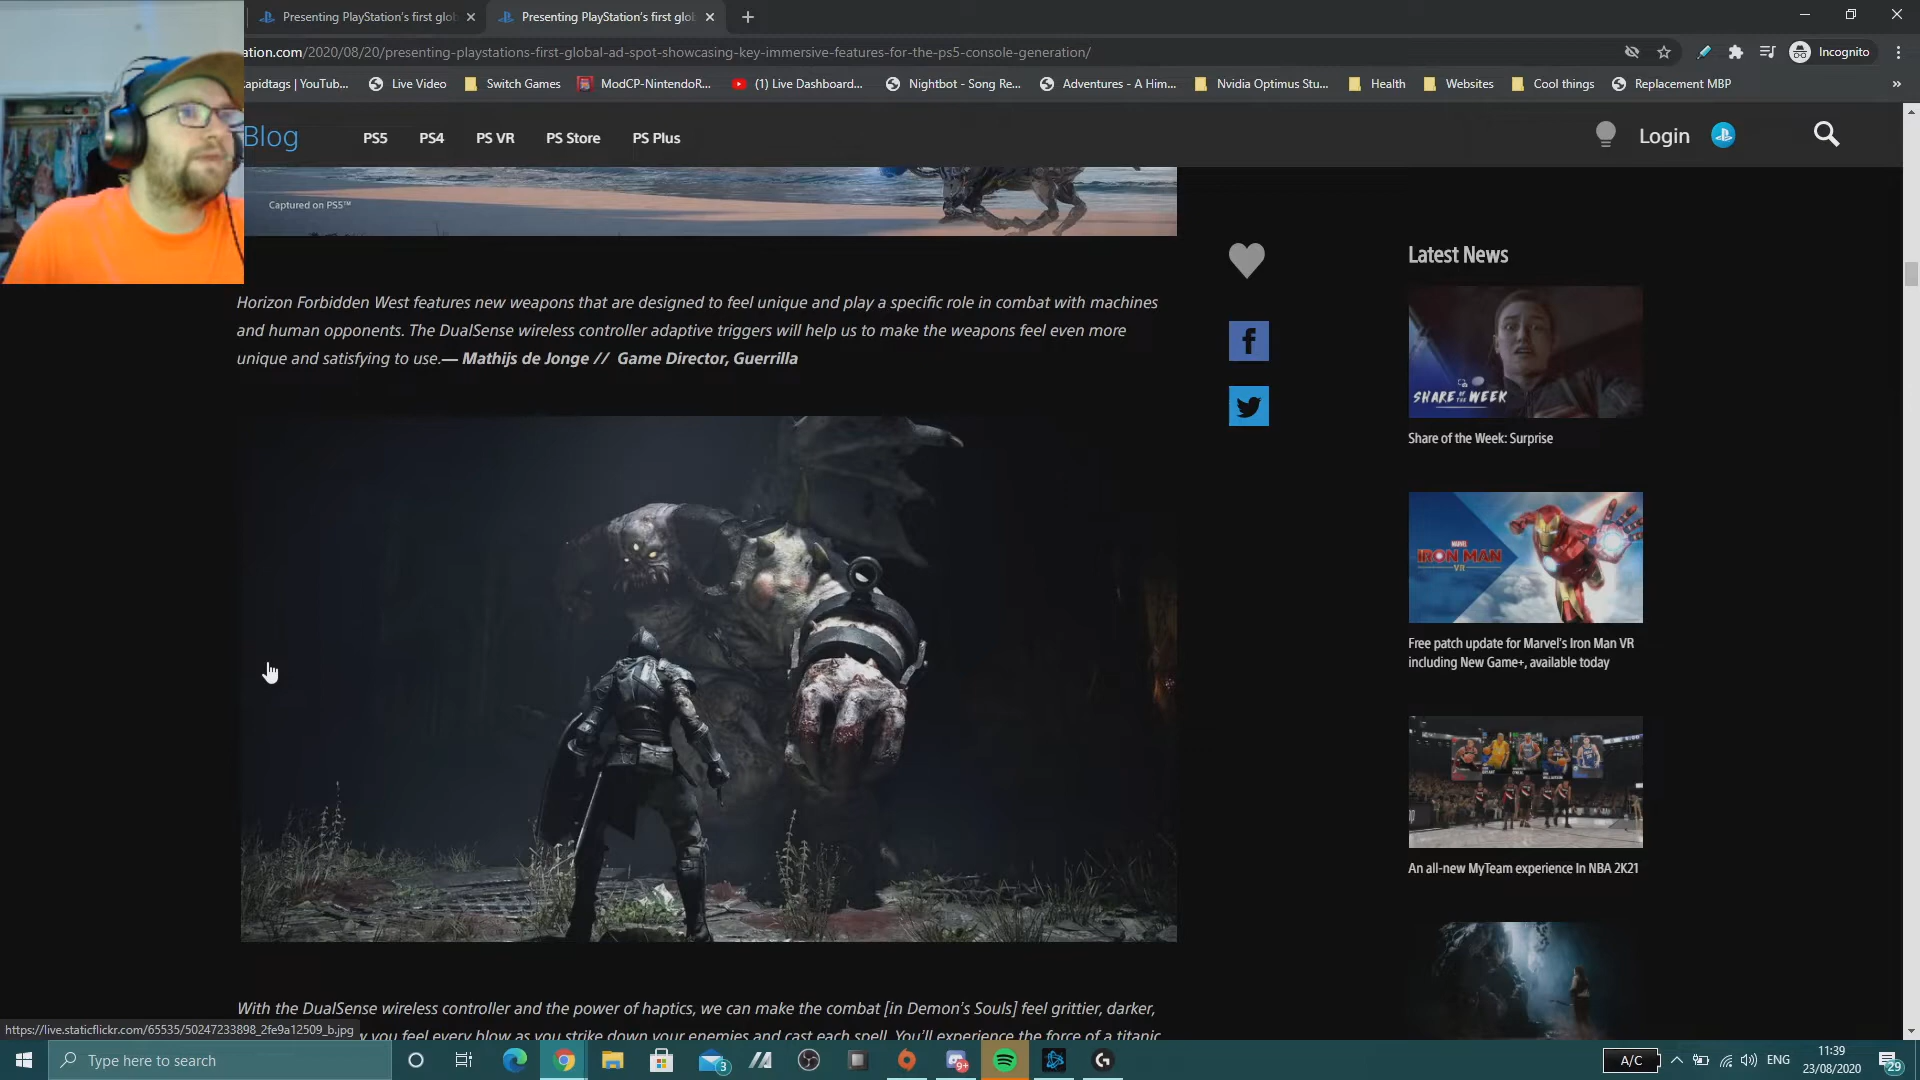 Presenting PlayStation's first glob
Presenting PlayStation's first glob
ation.com/2020/08/20/presenting-playstations-first-global-ad-spot-showcasing-key-immersive-features-for-the-ps5-console-generation/
Incognito
apidtags | YouTub...
Live Video
Switch Games
ModCP-NintendoR...
(1) Live Dashboard...
Nightbot - Song Re...
Adventures - A Him...
Nvidia Optimus Stu...
Health
Websites
Cool things
Replacement MBP
Blog
PS5
PS4
PS VR
PS Store
PS Plus
Login
Captured on PS5™
Horizon Forbidden West features new weapons that are designed to feel unique and play a specific role in combat with machines
and human opponents. The DualSense wireless controller adaptive triggers will help us to make the weapons feel even more
unique and satisfying to use.— Mathijs de Jonge // Game Director, Guerrilla
With the DualSense wireless controller and the power of haptics, we can make the combat [in Demon's Souls] feel grittier, darker,
you feel every blow as you strike down your enemies and cast each spell. You'll experience the force of a titanic
Latest News
SHARE OF THE WEEK
Share of the Week: Surprise
MARVEL
IRON MAN
VR
Free patch update for Marvel's Iron Man VR
including New Game+, available today
An all-new MyTeam experience In NBA 2K21
https://live.staticflickr.com/65535/50247233898_2fe9a12509_b.jpg
Type here to search
3
9+
A/C
ENG
11:39
23/08/2020
29